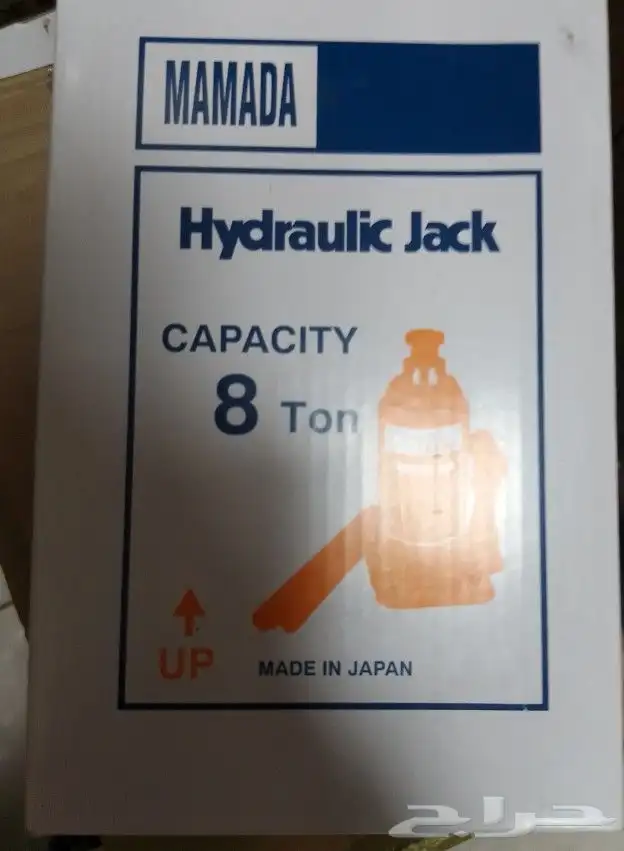 MAMADA
Hydraulic Jack
CAPACITY
8 Ton
UP
MADE IN JAPAN
حراج